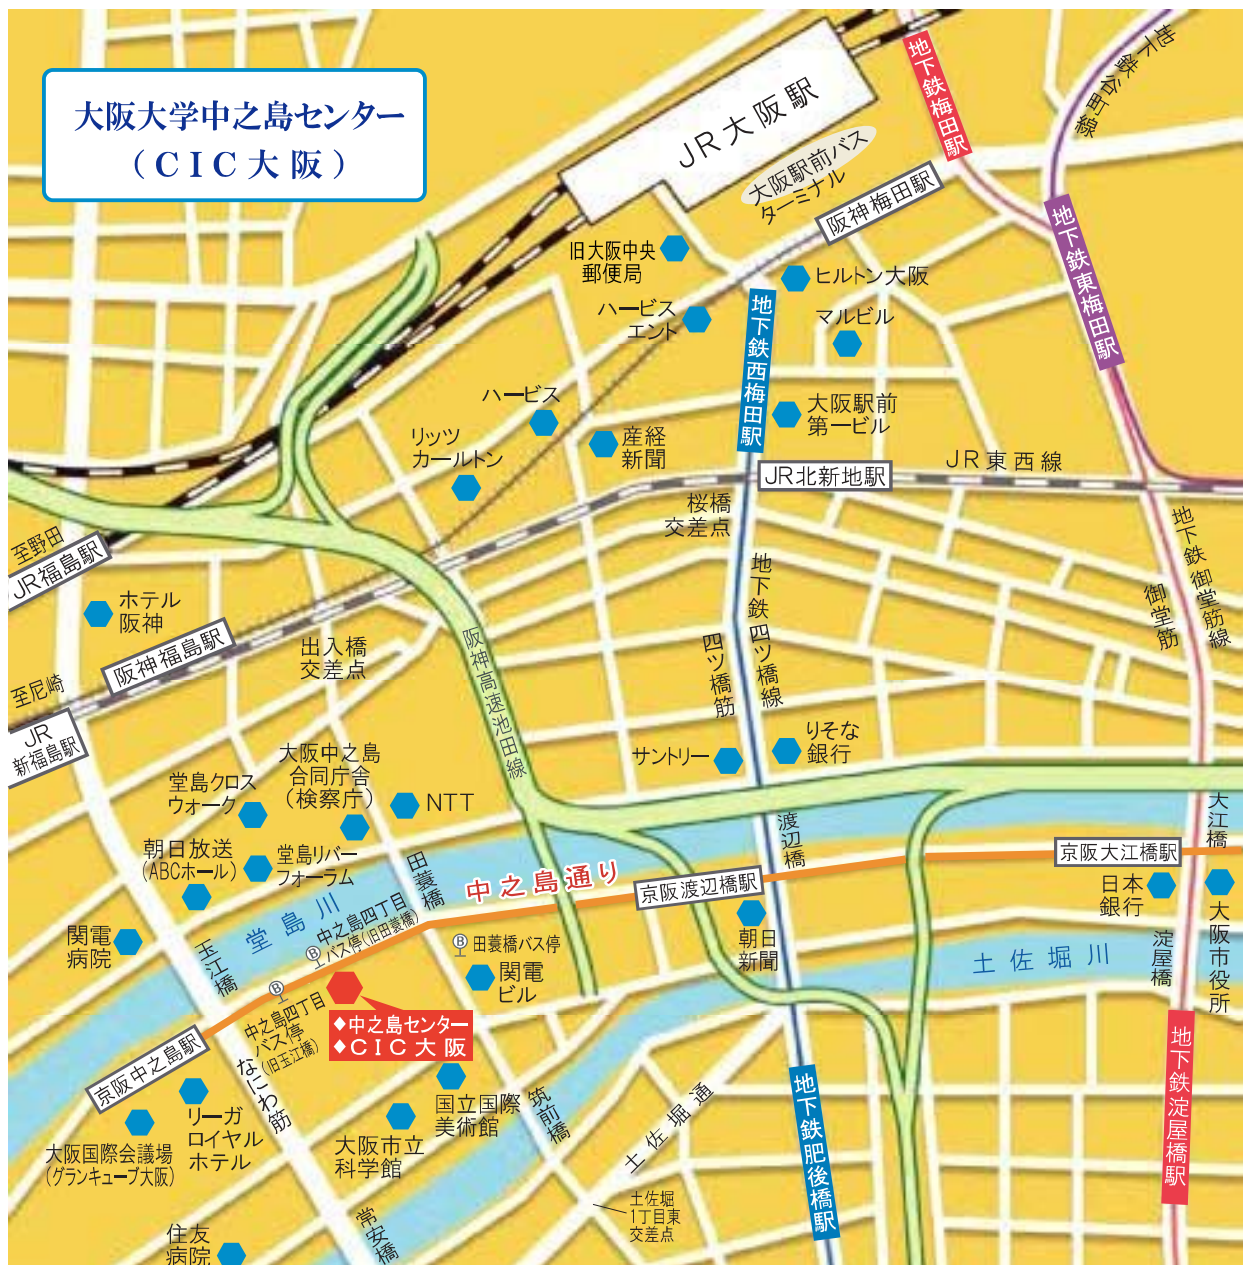 大阪大学中之島センター
(CIC大阪)
JR大阪駅
大阪駅前バス
ターミナル
地下鉄梅田駅
地下鉄谷町線
阪神梅田駅
地下鉄東梅田駅
旧大阪中央
郵便局
ヒルトン大阪
ハービス
エント
マルビル
地下鉄西梅田駅
ハービス
大阪駅前
第一ビル
リッツ
カールトン
産経
新聞
JR北新地駅
JR東西線
桜橋
交差点
至野田
JR福島駅
ホテル
阪神
阪神福島駅
出入橋
交差点
阪神高速池田線
地下鉄四ツ橋線
四ツ橋筋
地下鉄御堂筋線
御堂筋
至尼崎
JR
新福島駅
大阪中之島
合同庁舎
(検察庁)
堂島クロス
ウォーク
NTT
サントリー
りそな
銀行
朝日放送
(ABCホール)
堂島リバー
フォーラム
田蓑橋
中之島通り
渡辺橋
大江橋
京阪大江橋駅
京阪渡辺橋駅
日本
銀行
大阪市役所
関電
病院
玉江橋
堂島川
B
中之島四丁目
バス停(旧田蓑橋)
B
田蓑橋バス停
関電
ビル
朝日
新聞
土佐堀川
淀屋橋
B
中之島四丁目
バス停
(旧玉江橋)
♦中之島センター
♦CIC大阪
京阪中之島駅
なにわ筋
リーガ
ロイヤル
ホテル
大阪国際会議場
(グランキューブ大阪)
国立国際
美術館
大阪市立
科学館
筑前橋
土佐堀通
地下鉄肥後橋駅
地下鉄淀屋橋駅
土佐堀
1丁目東
交差点
常安橋
住友
病院